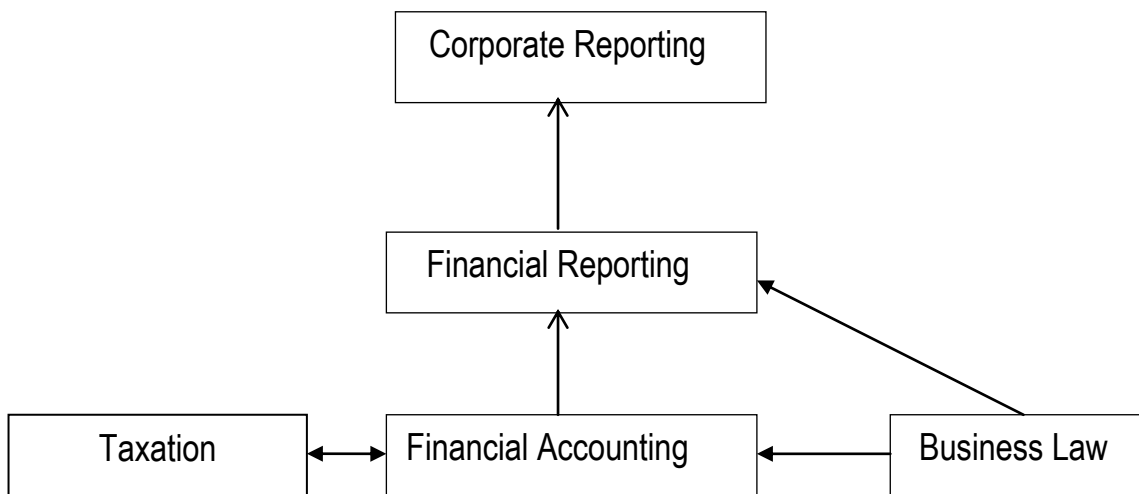 Corporate Reporting
Financial Reporting
Taxation
Financial Accounting
Business Law